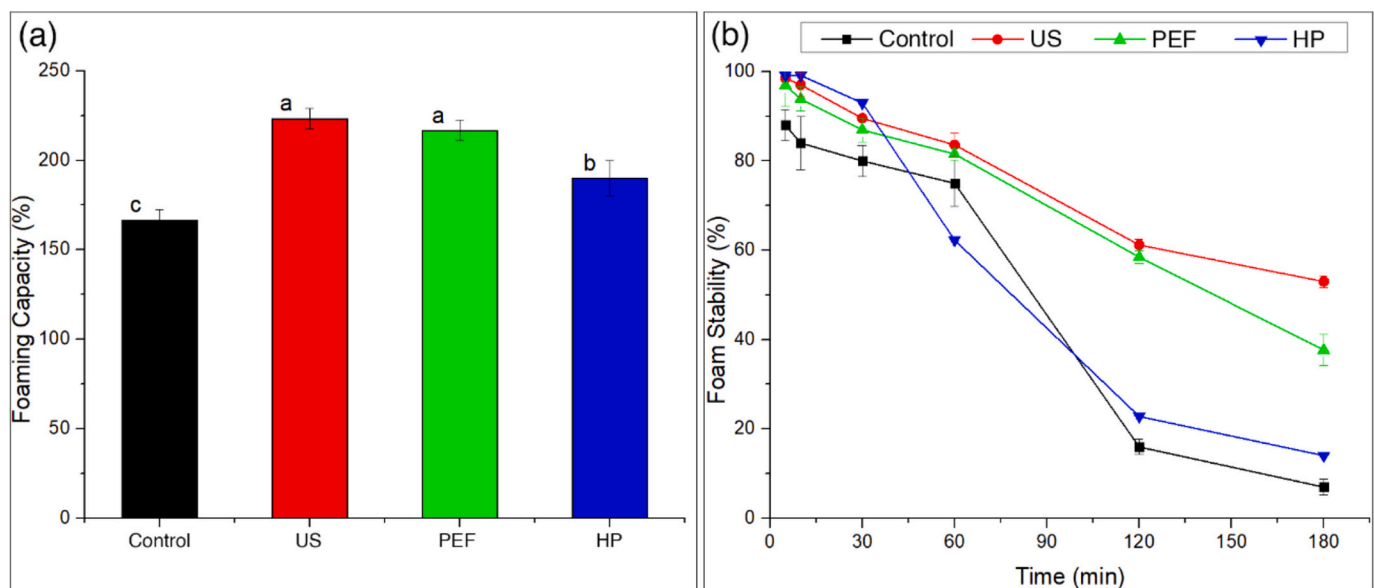 (a)
Foaming Capacity (%)
250
200
150
100
50
0
c
a
a
b
Control US PEF HP
(b)
Control US PEF HP
Foam Stability (%)
100
80
60
40
20
0
0 30 60 90 120 150 180
Time (min)